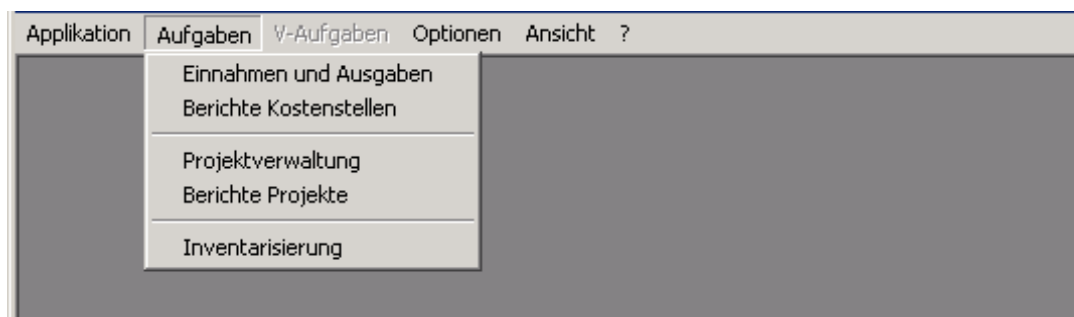 Applikation Aufgaben V-Aufgaben Optionen Ansicht ?
Einnahmen und Ausgaben
Berichte Kostenstellen
Projektverwaltung
Berichte Projekte
Inventarisierung